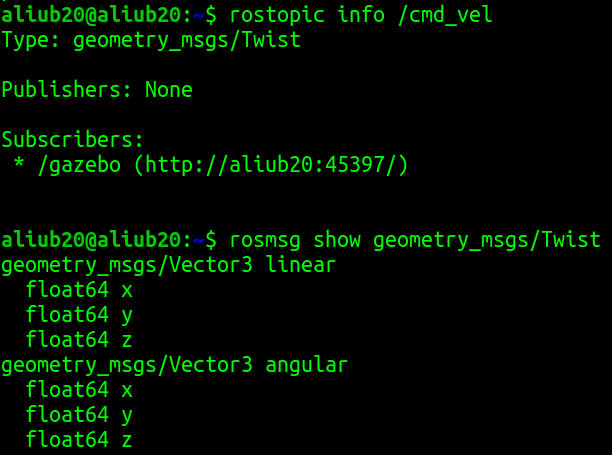 aliub20@aliub20:~$ rostopic info /cmd_vel
Type: geometry_msgs/Twist
Publishers: None
Subscribers:
 * /gazebo (http://aliub20:45397/)
aliub20@aliub20:~$ rosmsg show geometry_msgs/Twist
geometry_msgs/Vector3 linear
  float64 x
  float64 y
  float64 z
geometry_msgs/Vector3 angular
  float64 x
  float64 y
  float64 z